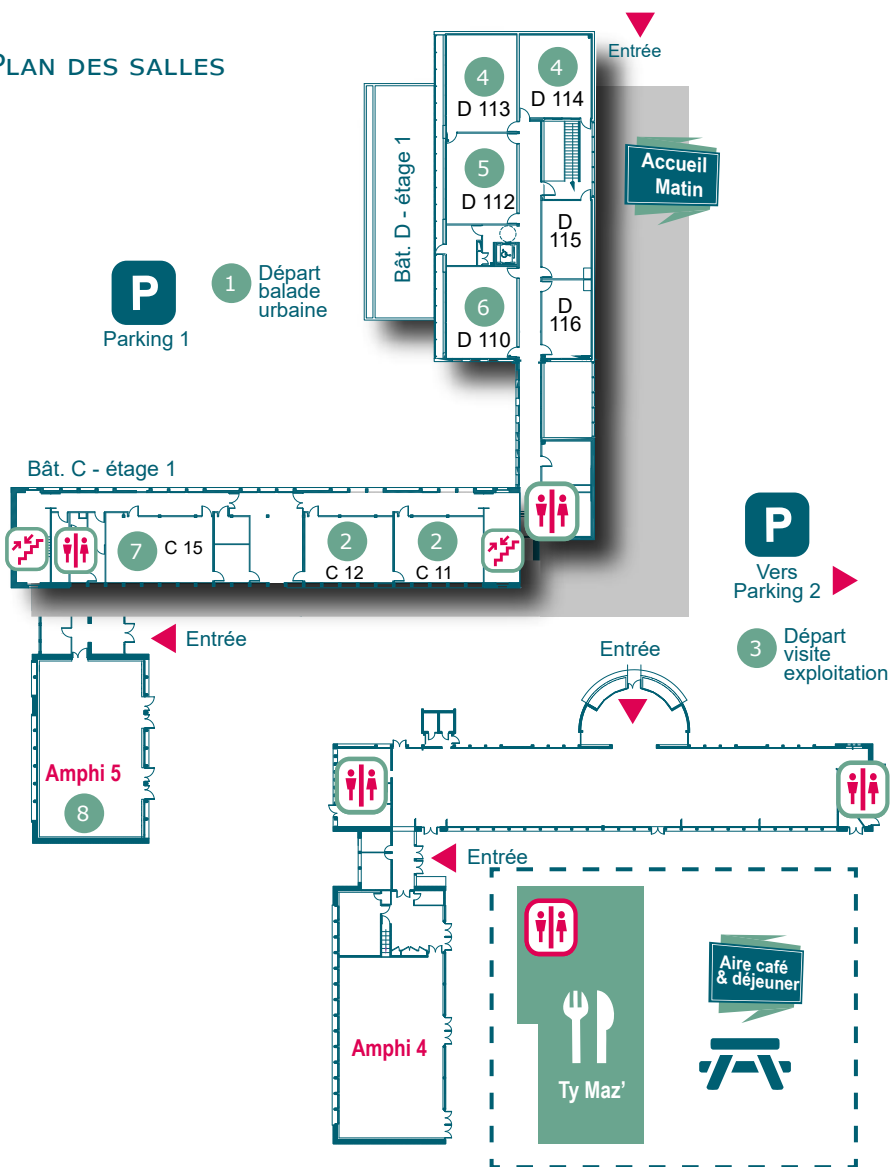 PLAN DES SALLES
Entrée
4
D 113
4
D 114
Accueil
Matin
5
D 112
Bât. D - étage 1
D
115
P
Parking 1
1
Départ
balade
urbaine
6
D 110
D
116
Bât. C - étage 1
7
C 15
2
C 12
2
C 11
P
Vers
Parking 2
Entrée
3
Départ
visite
exploitation
Entrée
Amphi 5
8
Entrée
Aire café
& déjeuner
Amphi 4
Ty Maz’